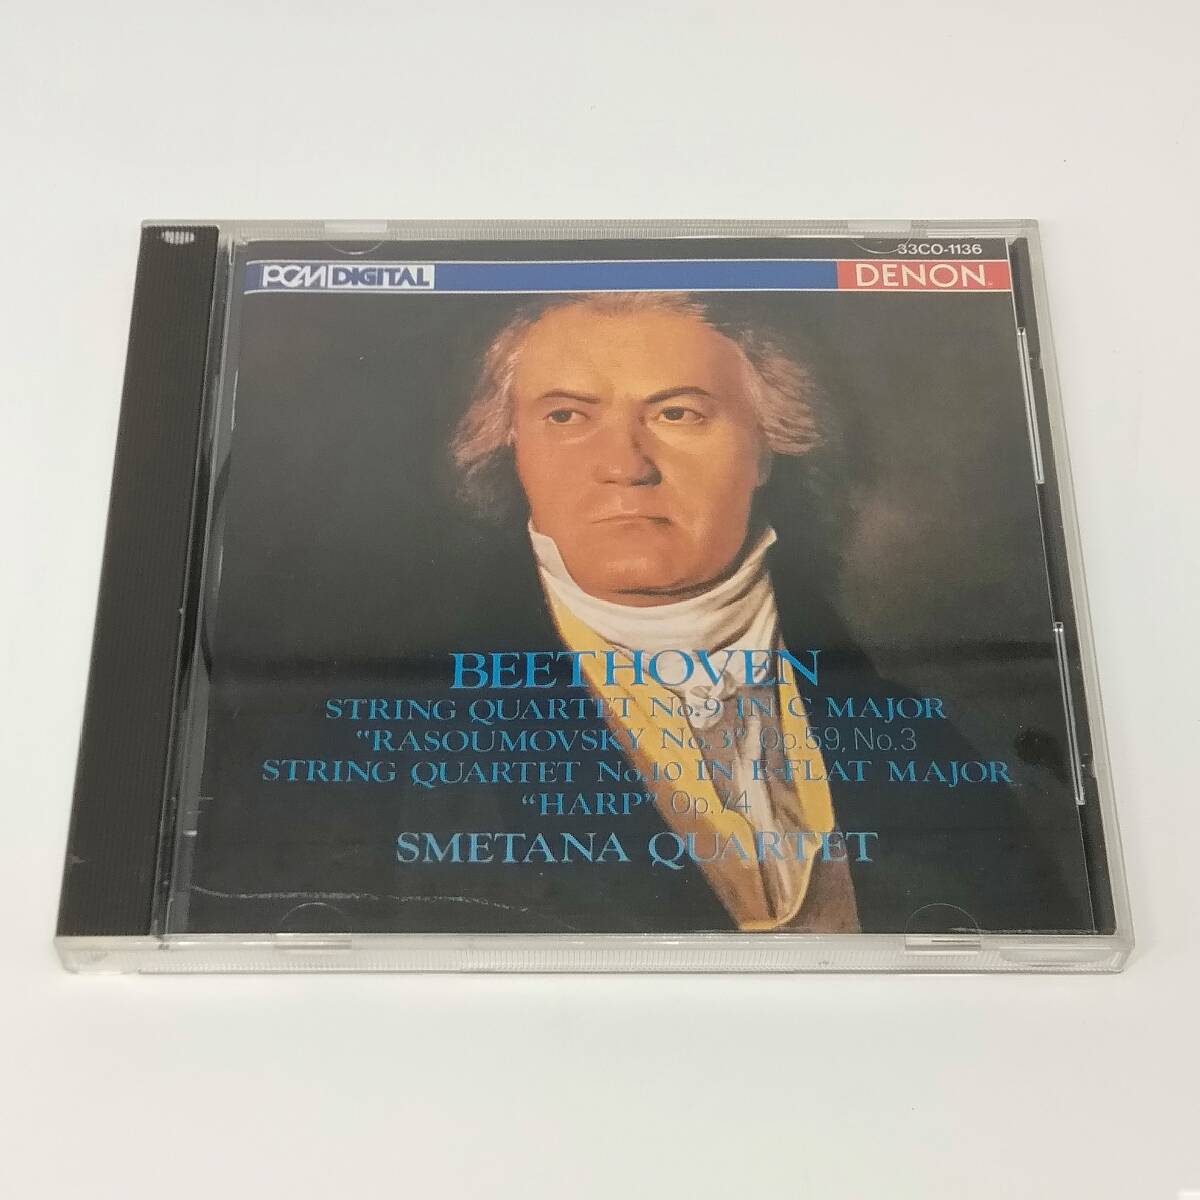 33CO-1136
PCM DIGITAL DENON
BEETHOVEN
STRING QUARTET No.9 IN C MAJOR
"RASOUMOVSKY No.3" Op.59, No.3
STRING QUARTET No.10 IN E-FLAT MAJOR
"HARP" Op.74
SMETANA QUARTET